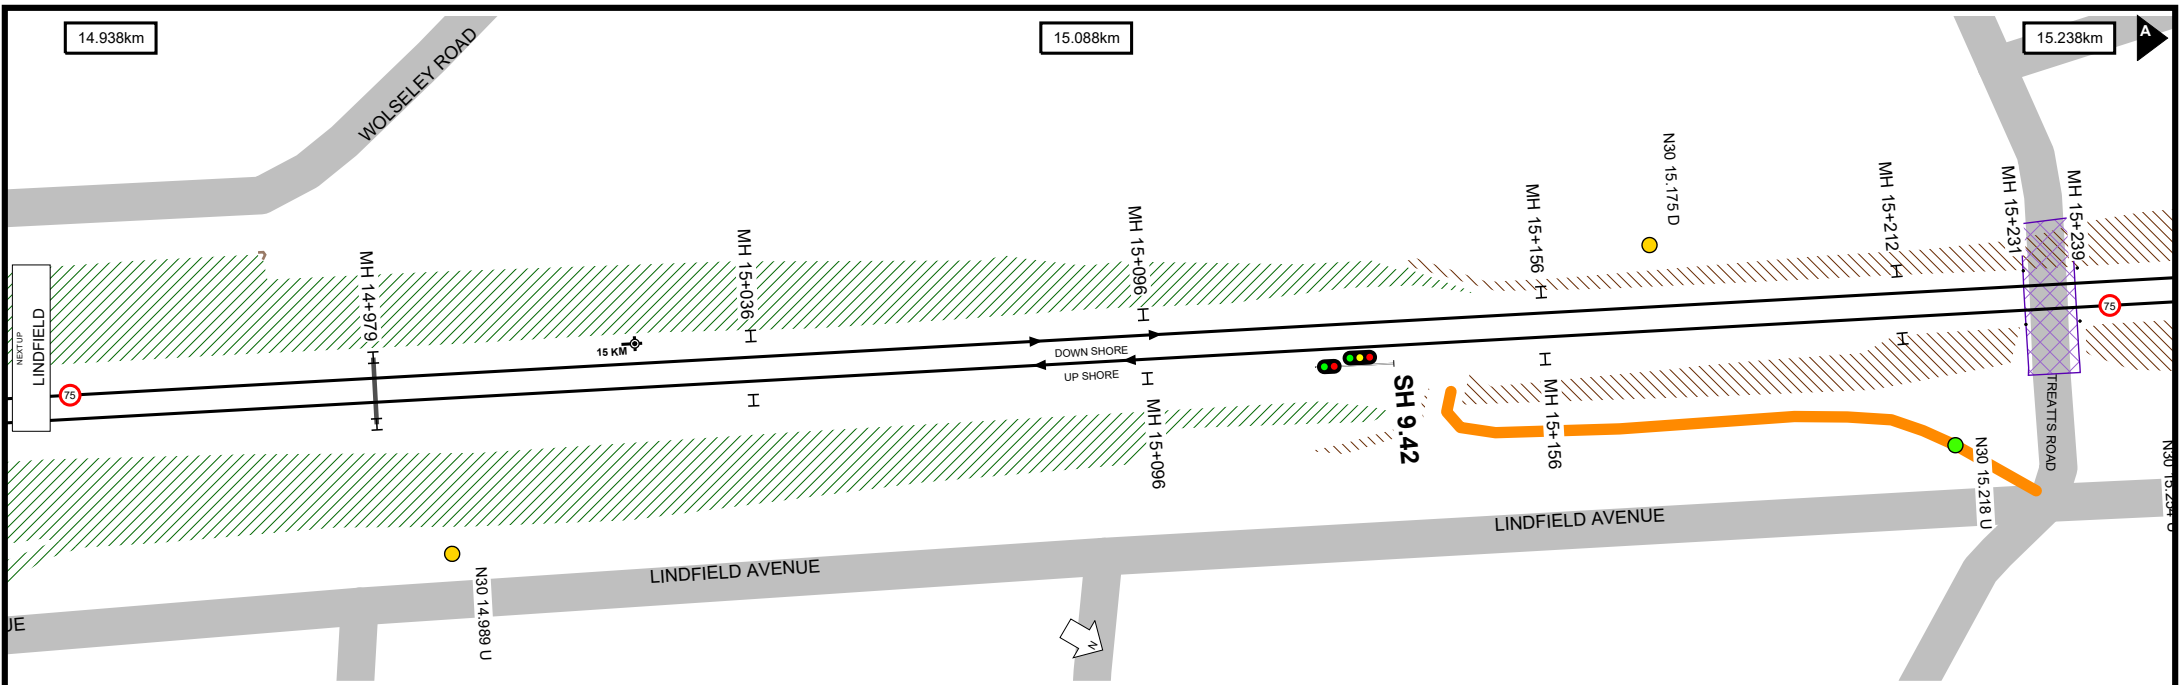 14.938km
15.088km
15.238km
A
WOLSELEY ROAD
N30 15.175 D
MH 14+979
MH 15+036
MH 15+096
MH 15+156
MH 15+212
MH 15+231
MH 15+239
NEXT UP
LINDFIELD
75
15 KM
DOWN SHORE
UP SHORE
75
SH 9.42
MH 15+096
MH 15+156
TREATTS ROAD
N30 15.218 U
LINDFIELD AVENUE
LINDFIELD AVENUE
N30 14.989 U
UE
N